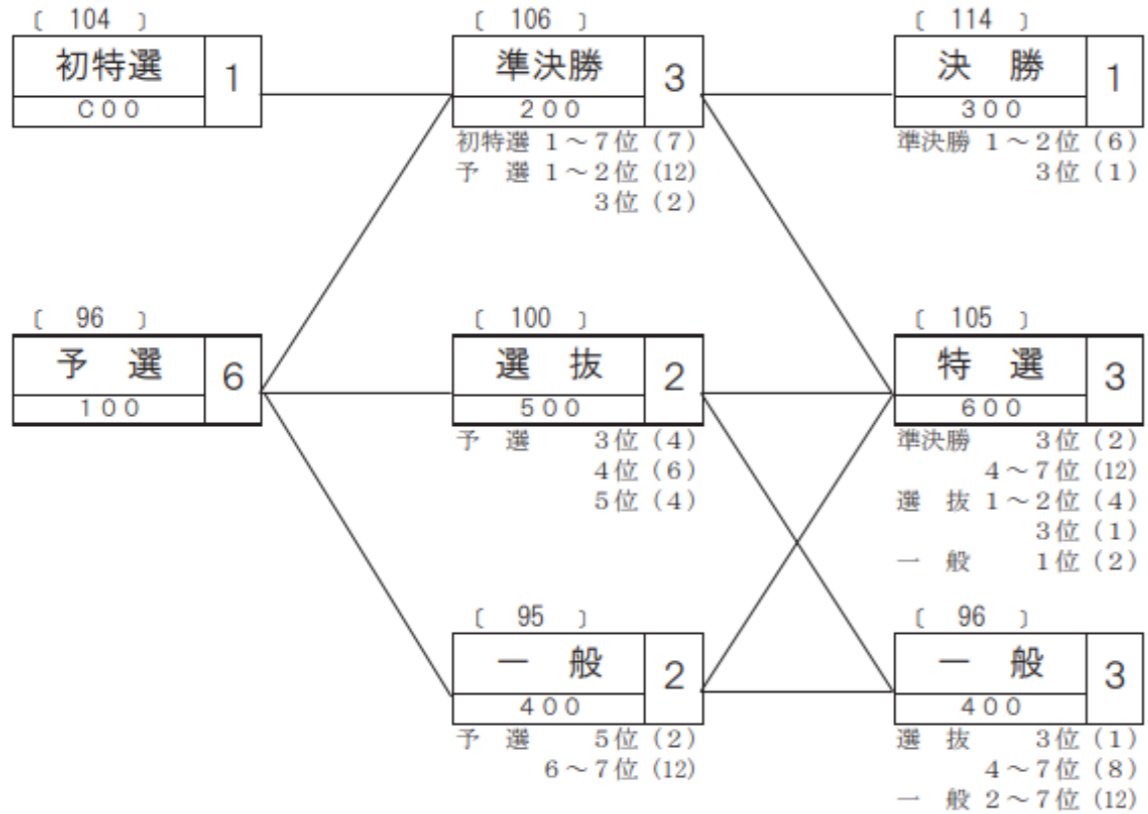 〔 104 〕
初特選 1
C00
〔 106 〕
準決勝 3
200
初特選 1～7位 (7)
予 選 1～2位 (12)
3位 (2)
〔 114 〕
決 勝 1
300
準決勝 1～2位 (6)
3位 (1)
〔 96 〕
予 選 6
100
〔 100 〕
選 抜 2
500
予 選 3位 (4)
4位 (6)
5位 (4)
〔 105 〕
特 選 3
600
準決勝 3位 (2)
4～7位 (12)
選 抜 1～2位 (4)
3位 (1)
一 般 1位 (2)
〔 95 〕
一 般 2
400
予 選 5位 (2)
6～7位 (12)
〔 96 〕
一 般 3
400
選 抜 3位 (1)
4～7位 (8)
一 般 2～7位 (12)